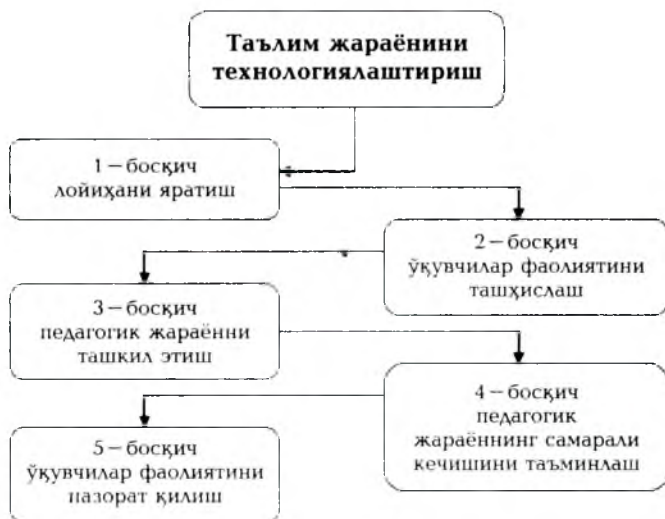 Таълим жараёнини
технологиялаштириш
1 – босқич
лойиҳани яратиш
2 – босқич
ўқувчилар фаолиятини
ташҳислаш
3 – босқич
педагогик жараённи
ташкил этиш
4 – босқич
педагогик
жараённинг самарали
кечишини таъминлаш
5 – босқич
ўқувчилар фаолиятини
назорат қилиш